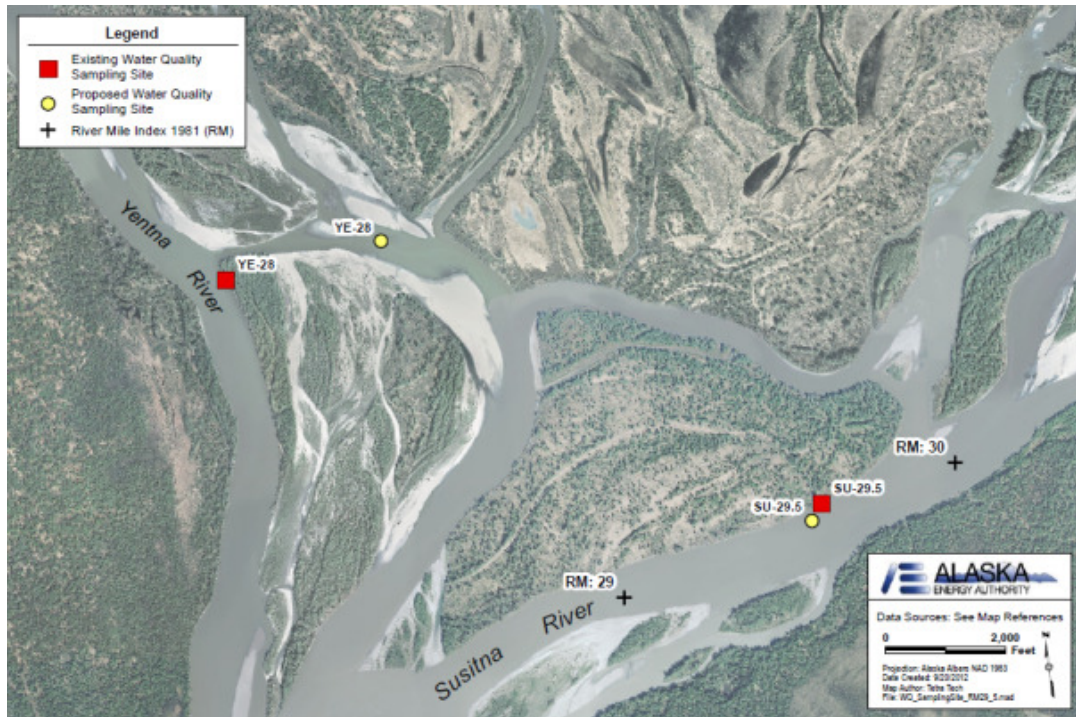 Legend
Existing Water Quality
Sampling Site
Proposed Water Quality
Sampling Site
River Mile Index 1981 (RM)
YE-28
YE-28
Yentna
River
RM: 30
SU-29.5
SU-29.5
RM: 29
Susitna River
ALASKA
ENERGY AUTHORITY
Data Sources: See Map References
0 2,000
Feet
N
Projection: Alaska Albers NAD 1983
Date Created: 9/20/2012
Map Author: Tetra Tech
File: WQ_SamplingSite_RM29_5.mxd